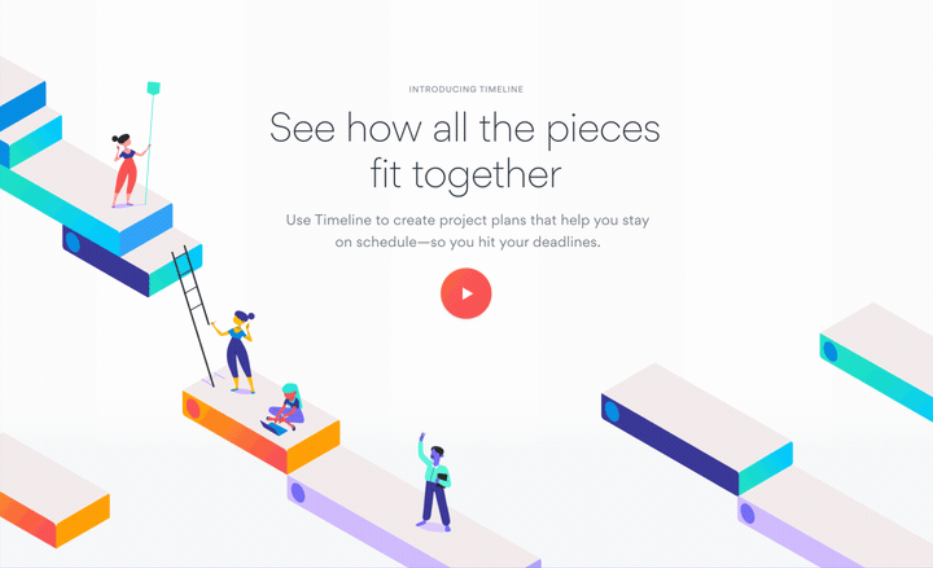 INTRODUCING TIMELINE
See how all the pieces
fit together
Use Timeline to create project plans that help you stay
on schedule—so you hit your deadlines.